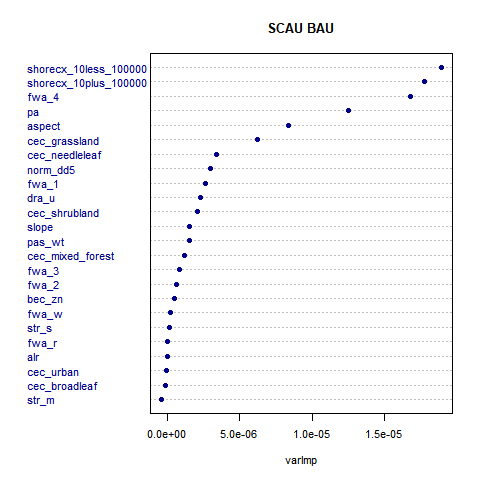 SCAU BAU
shorecx_10less_100000
shorecx_10plus_100000
fwa_4
pa
aspect
cec_grassland
cec_needleleaf
norm_dd5
fwa_1
dra_u
cec_shrubland
slope
pas_wt
cec_mixed_forest
fwa_3
fwa_2
bec_zn
fwa_w
str_s
fwa_r
alr
cec_urban
cec_broadleaf
str_m
0.0e+00 5.0e-06 1.0e-05 1.5e-05
varImp